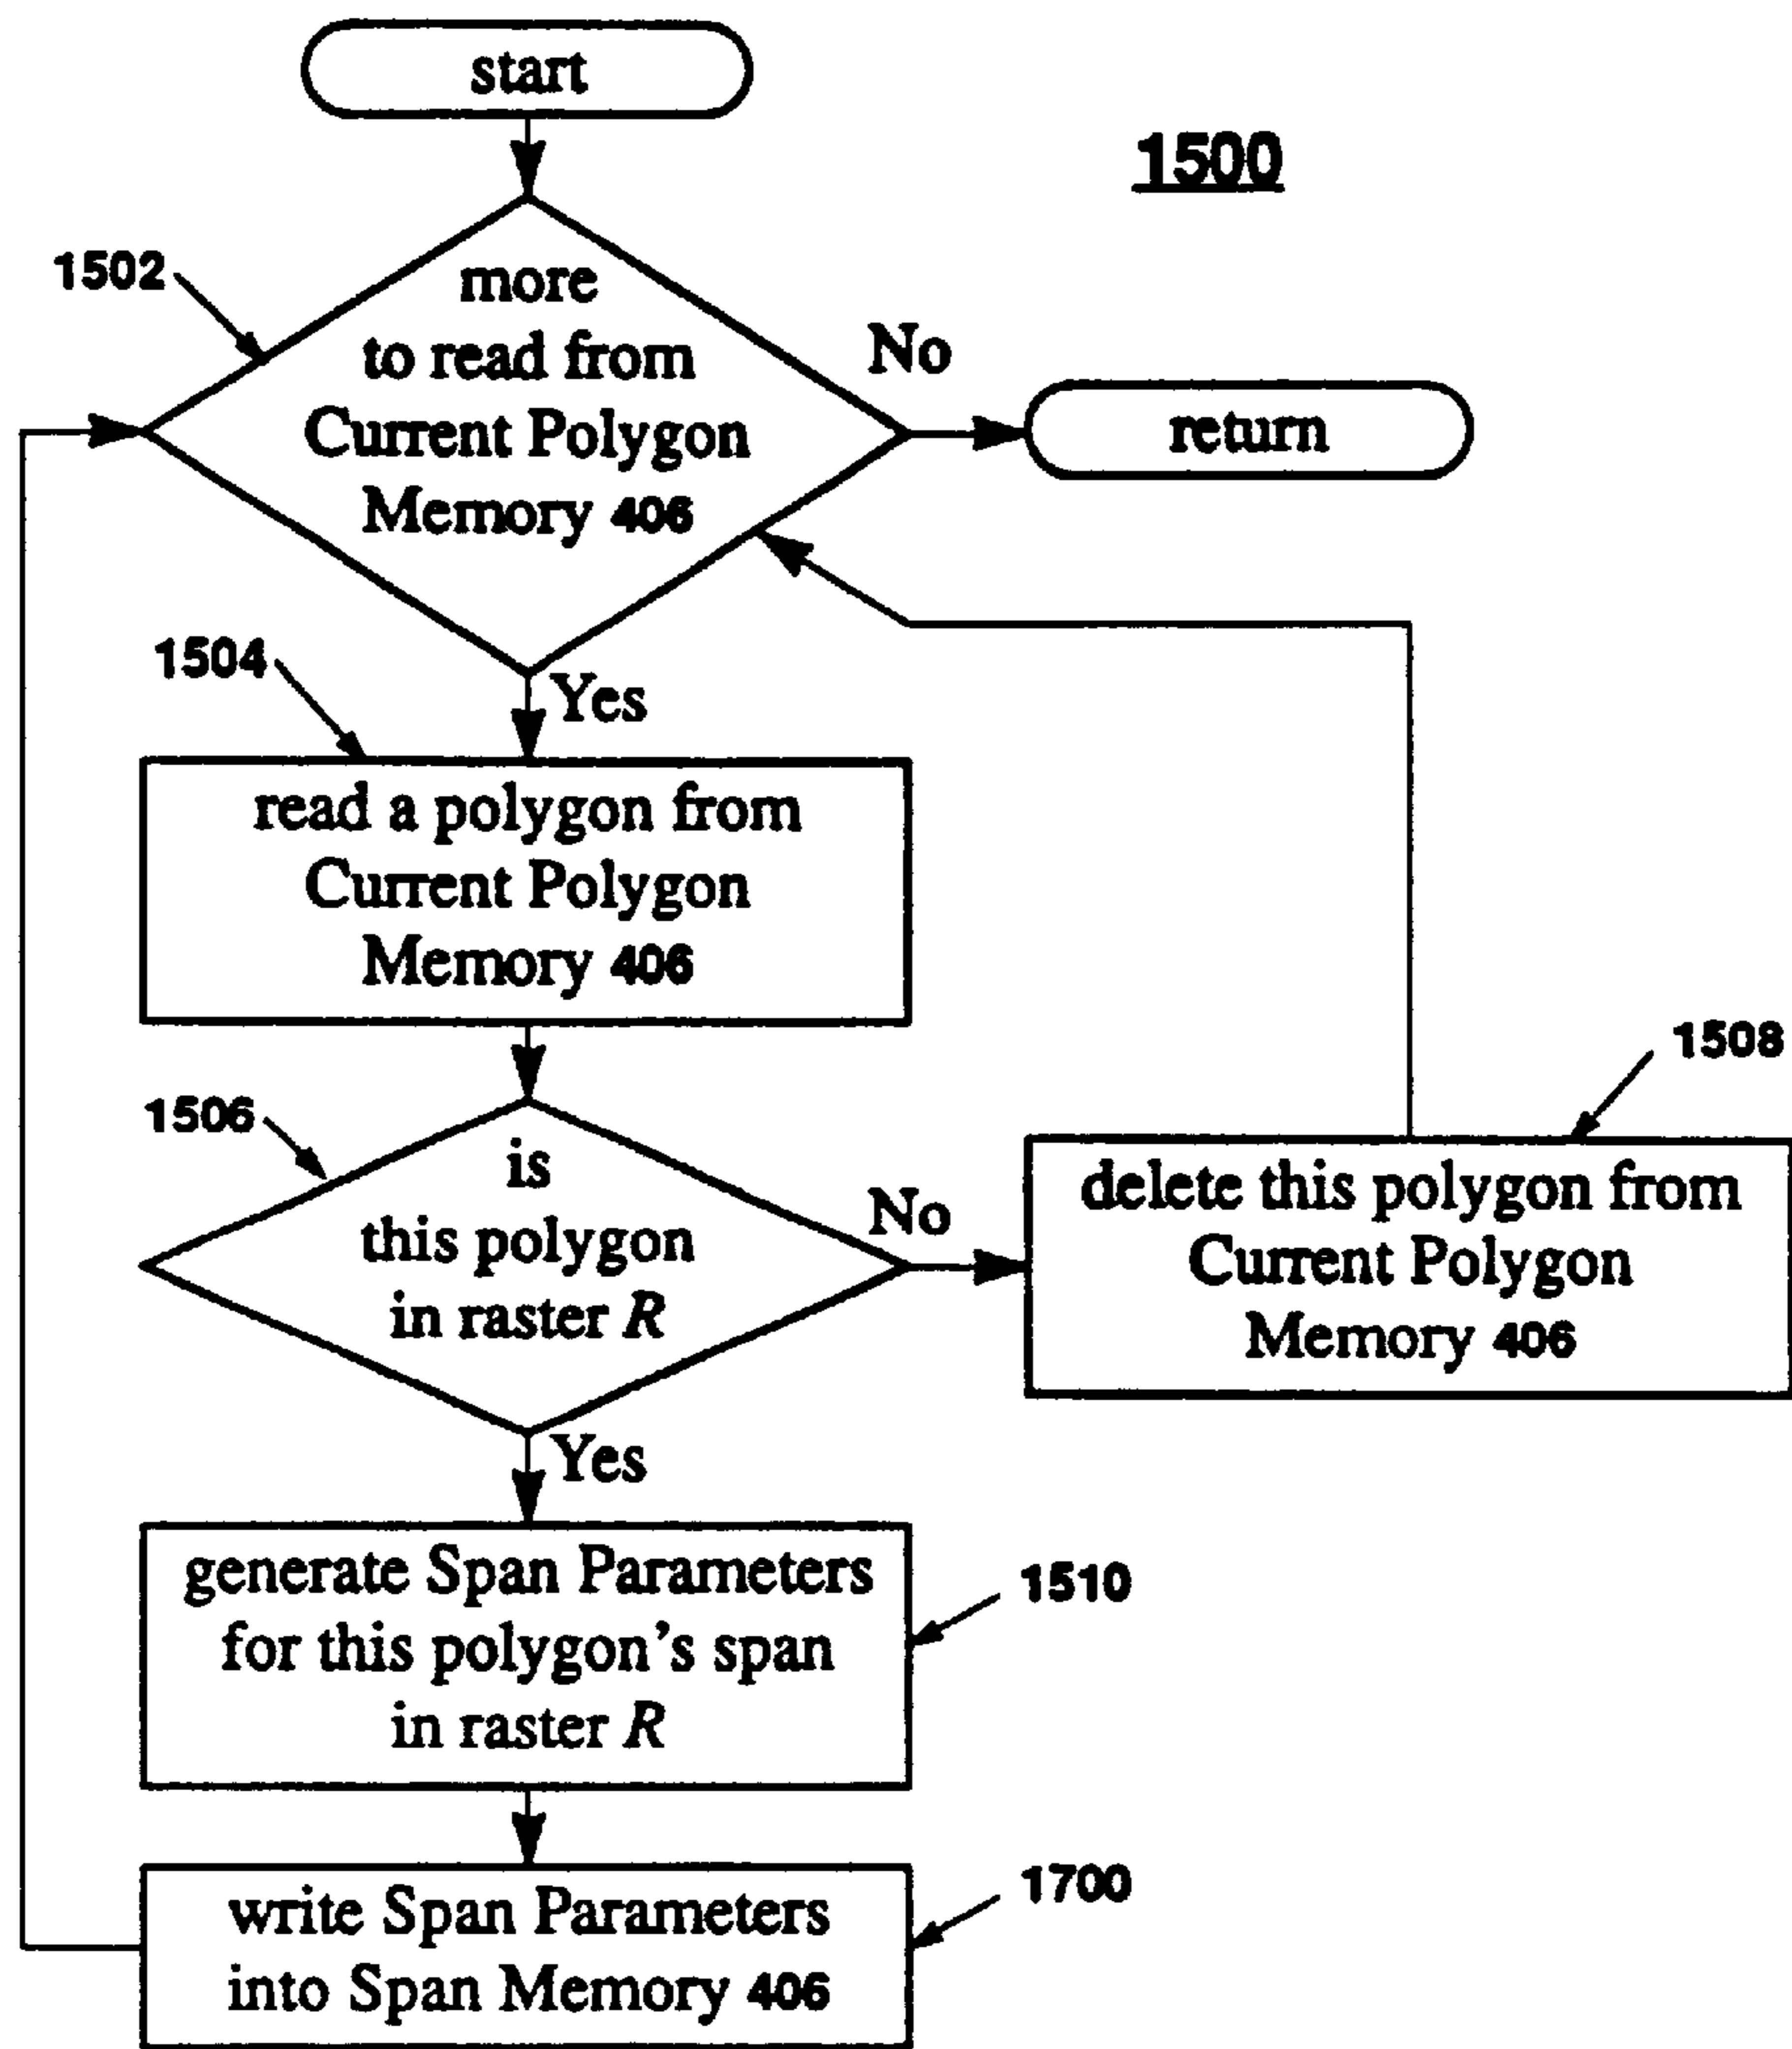 start
1500
1502
more
to read from
Current Polygon
Memory 406
No
return
1504
Yes
read a polygon from
Current Polygon
Memory 406
1506
is
this polygon
in raster R
No
1508
delete this polygon from
Current Polygon
Memory 406
Yes
generate Span Parameters
for this polygon's span
in raster R
1510
write Span Parameters
into Span Memory 406
1700